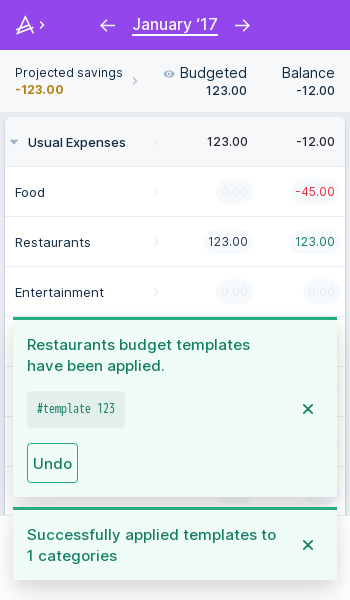 January ‘17
Projected savings
-123.00
Budgeted
123.00
Balance
-12.00
Usual Expenses 123.00 -12.00
Food 0.00 -45.00
Restaurants 123.00 123.00
Entertainment 0.00 0.00
Restaurants budget templates
have been applied.
#template 123
Undo
Successfully applied templates to
1 categories